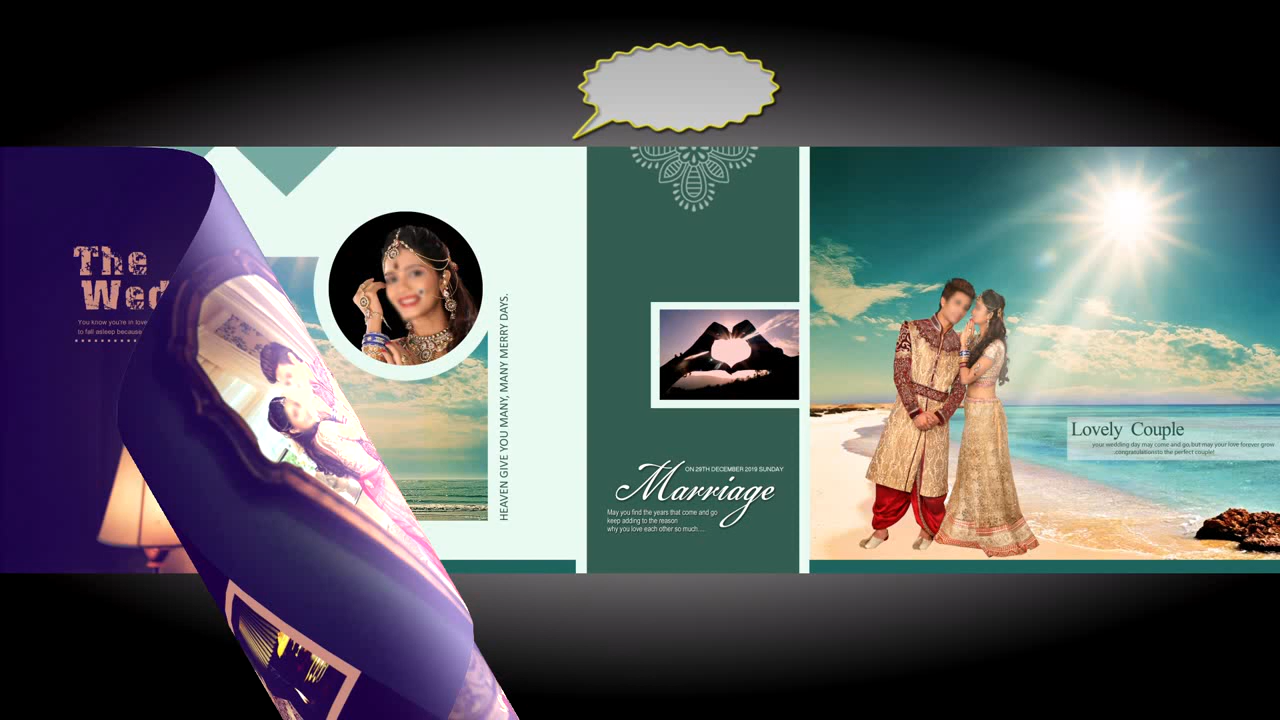 The
Wed
You know you're in love
to fall asleep because
HEAVEN GIVE YOU MANY, MANY MERRY DAYS.
ON 28TH DECEMBER 2019 SUNDAY
Marriage
May you find the years that come and go
keep adding to the reason
why you love each other so much....
Lovely Couple
your wedding day may come and go, but may your love forever grow
congratulations to the perfect couple!